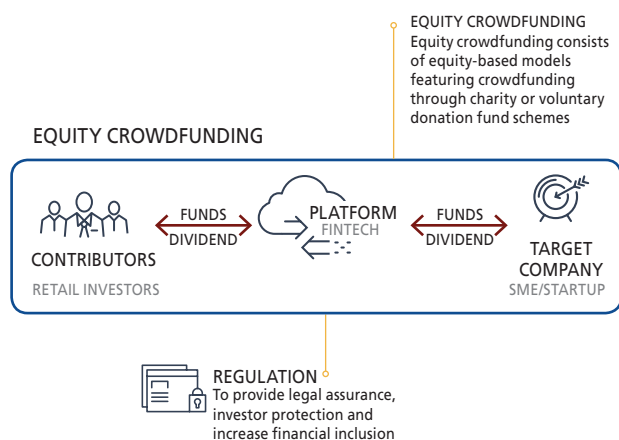 EQUITY CROWDFUNDING
Equity crowdfunding consists
of equity-based models
featuring crowdfunding
through charity or voluntary
donation fund schemes
EQUITY CROWDFUNDING
CONTRIBUTORS
RETAIL INVESTORS
FUNDS
DIVIDEND
PLATFORM
FINTECH
FUNDS
DIVIDEND
TARGET
COMPANY
SME/STARTUP
REGULATION
To provide legal assurance,
investor protection and
increase financial inclusion